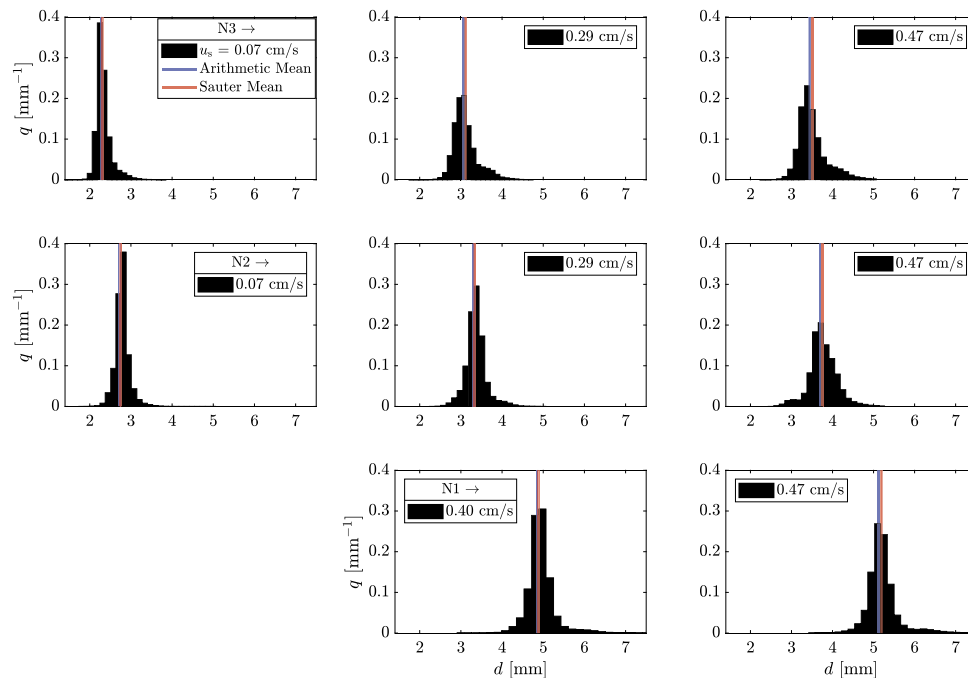 N3 →
u_s = 0.07 cm/s
Arithmetic Mean
Sauter Mean
q [mm⁻¹]
0.4
0.3
0.2
0.1
0
2 3 4 5 6 7
0.29 cm/s
0.4
0.3
0.2
0.1
0
2 3 4 5 6 7
0.47 cm/s
0.4
0.3
0.2
0.1
0
2 3 4 5 6 7
N2 →
0.07 cm/s
q [mm⁻¹]
0.4
0.3
0.2
0.1
0
2 3 4 5 6 7
0.29 cm/s
0.4
0.3
0.2
0.1
0
2 3 4 5 6 7
0.47 cm/s
0.4
0.3
0.2
0.1
0
2 3 4 5 6 7
N1 →
0.40 cm/s
q [mm⁻¹]
0.4
0.3
0.2
0.1
0
2 3 4 5 6 7
d [mm]
0.47 cm/s
0.4
0.3
0.2
0.1
0
2 3 4 5 6 7
d [mm]